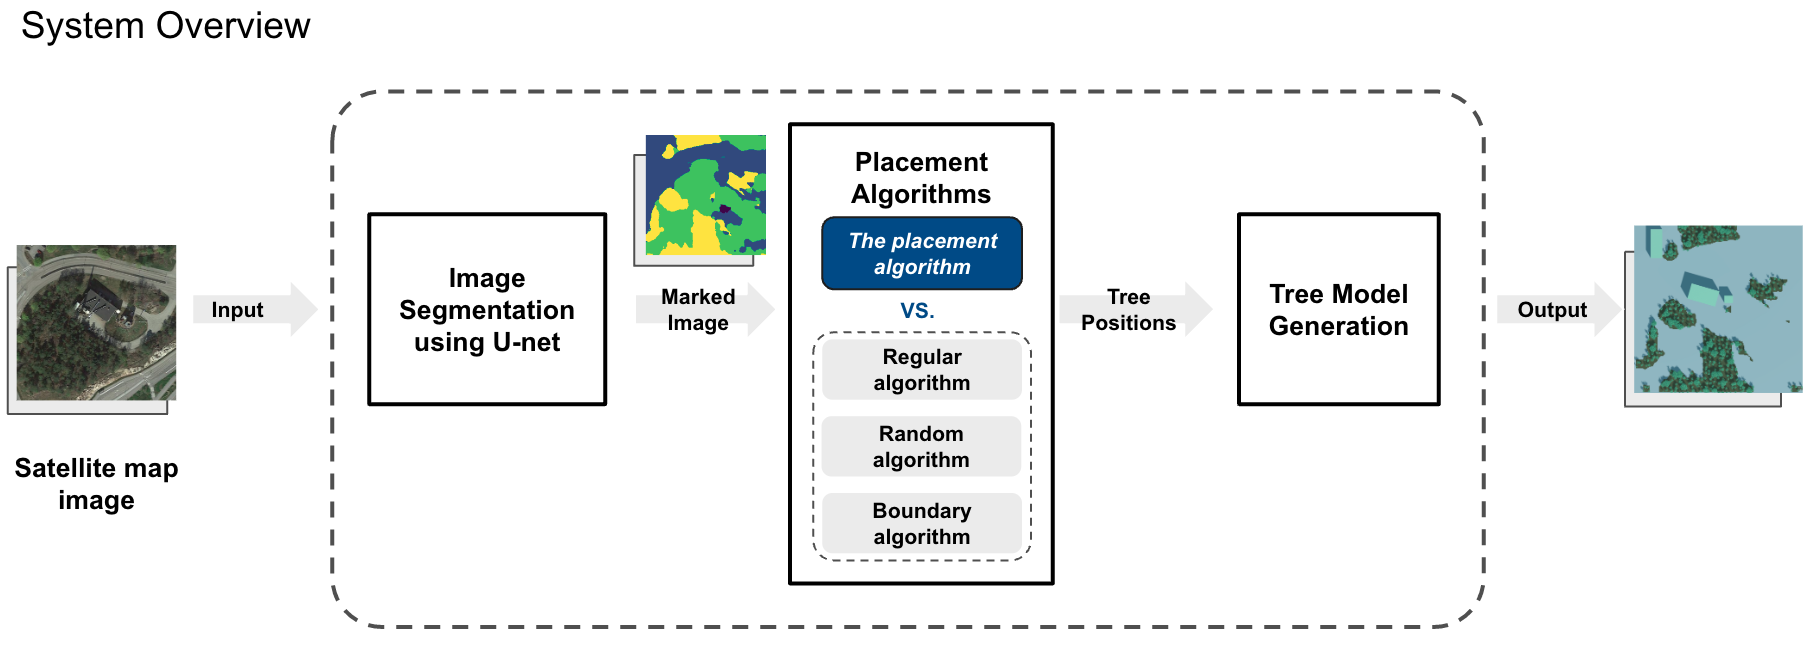 System Overview
Satellite map
image
Input
Image
Segmentation
using U-net
Marked
Image
Placement
Algorithms
The placement
algorithm
VS.
Regular
algorithm
Random
algorithm
Boundary
algorithm
Tree
Positions
Tree Model
Generation
Output